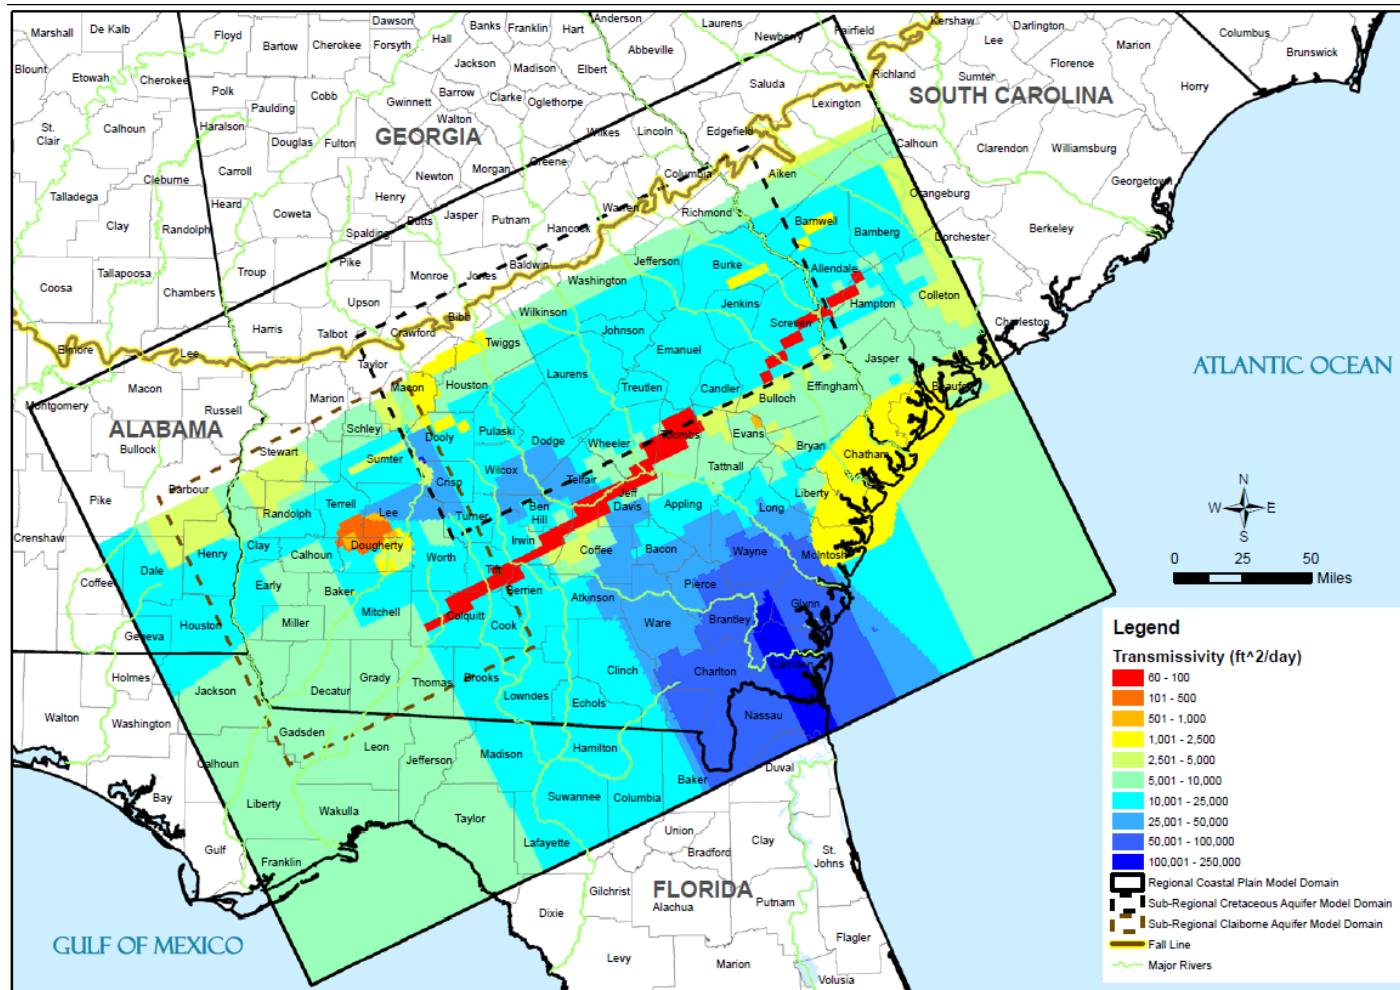 Marshall
De Kalb
Floyd
Bartow
Cherokee
Dawson
Forsyth
Hall
Banks
Franklin
Hart
Anderson
Laurens
Newberry
Fairfield
Kershaw
Lee
Darlington
Marion
Columbus
Brunswick
Blount
Etowah
Cherokee
Polk
Paulding
Cobb
Gwinnett
Jackson
Barrow
Walton
Madison
Clarke
Oglethorpe
Elbert
Abbeville
Saluda
Lexington
Richland
Sumter
Florence
Horry
SOUTH CAROLINA
St.
Clair
Calhoun
Haralson
Douglas
Fulton
GEORGIA
Morgan
Greene
Wilkes
Lincoln
Edgefield
Columbia
Aiken
Calhoun
Clarendon
Williamsburg
Talladega
Cleburne
Carroll
Newton
Henry
Heard
Coweta
Spalding
Butts
Jasper
Putnam
Hancock
Warren
Richmond
Orangeburg
Georgetown
Clay
Randolph
Tallapoosa
Coosa
Chambers
Troup
Pike
Upson
Monroe
Jones
Baldwin
Washington
Jefferson
Burke
Barnwell
Bamberg
Allendale
Dorchester
Berkeley
Colleton
Charleston
Elmore
Lee
Harris
Talbot
Crawford
Bibb
Twiggs
Wilkinson
Johnson
Jenkins
Screven
Hampton
Jasper
Beaufort
ATLANTIC OCEAN
Macon
Montgomery
Russell
ALABAMA
Bullock
Marion
Taylor
Macon
Houston
Laurens
Emanuel
Treutlen
Candler
Bulloch
Effingham
Schley
Stewart
Dooly
Pulaski
Dodge
Wheeler
Toombs
Evans
Bryan
Chatham
Pike
Barbour
Sumter
Crisp
Wilcox
Telfair
Jeff
Davis
Tattnall
Appling
Liberty
Long
Crenshaw
Randolph
Terrell
Lee
Turner
Ben
Hill
Irwin
Coffee
Bacon
Wayne
McIntosh
Coffee
Dale
Henry
Clay
Calhoun
Dougherty
Worth
Tift
Berrien
Atkinson
Pierce
Glynn
Early
Baker
Geneva
Houston
Miller
Mitchell
Colquitt
Cook
Ware
Brantley
Holmes
Jackson
Decatur
Grady
Thomas
Brooks
Lowndes
Clinch
Echols
Charlton
Camden
Walton
Washington
Gadsden
Leon
Jefferson
Madison
Hamilton
Nassau
Calhoun
Bay
Liberty
Wakulla
Taylor
Suwannee
Columbia
Baker
Duval
Gulf
Franklin
Lafayette
Union
Bradford
Clay
St.
Johns
Dixie
Gilchrist
FLORIDA
Alachua
Putnam
Levy
Marion
Flagler
Volusia
GULF OF MEXICO
N
W E
S
0 25 50
Miles
Legend
Transmissivity (ft^2/day)
60 - 100
101 - 500
501 - 1,000
1,001 - 2,500
2,501 - 5,000
5,001 - 10,000
10,001 - 25,000
25,001 - 50,000
50,001 - 100,000
100,001 - 250,000
Regional Coastal Plain Model Domain
Sub-Regional Cretaceous Aquifer Model Domain
Sub-Regional Claiborne Aquifer Model Domain
Fall Line
Major Rivers